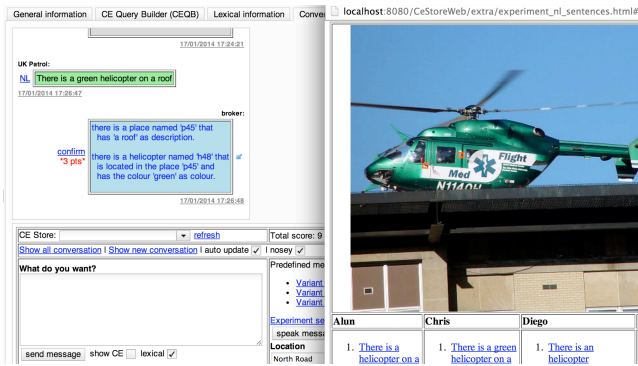 General information
CE Query Builder (CEQB)
Lexical information
Conver
17/01/2014 17:24:21
UK Patrol:
NL There is a green helicopter on a roof
17/01/2014 17:26:47
broker:
there is a place named 'p45' that
has 'a roof' as description.
confirm
*3 pts*
there is a helicopter named 'h48' that
is located in the place 'p45' and
has the colour 'green' as colour.
17/01/2014 17:26:48
CE Store:
refresh
Total score: 9
Show all conversation | Show new conversation | auto update
| nosey
What do you want?
Predefined me
Variant
Variant
Variant
Experiment se
speak messa
Location
North Road
send message
show CE
lexical
localhost:8080/CeStoreWeb/extra/experiment_nl_sentences.html#
Flight
Med
N114OH
Alun
Chris
Diego
1. There is a
helicopter on a
1. There is a green
helicopter on a
1. There is an
helicopter